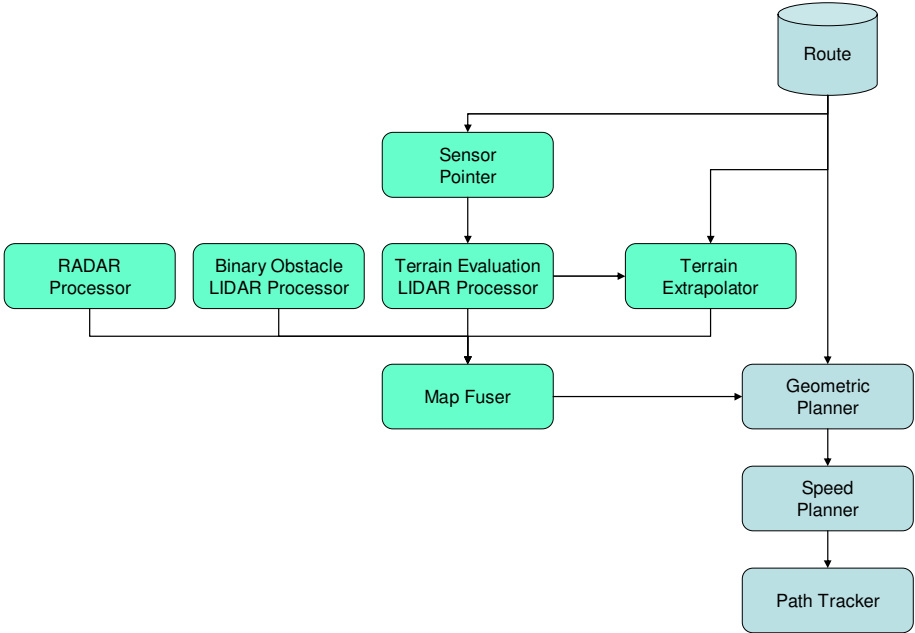 Route
Sensor
Pointer
RADAR
Processor
Binary Obstacle
LIDAR Processor
Terrain Evaluation
LIDAR Processor
Terrain
Extrapolator
Map Fuser
Geometric
Planner
Speed
Planner
Path Tracker